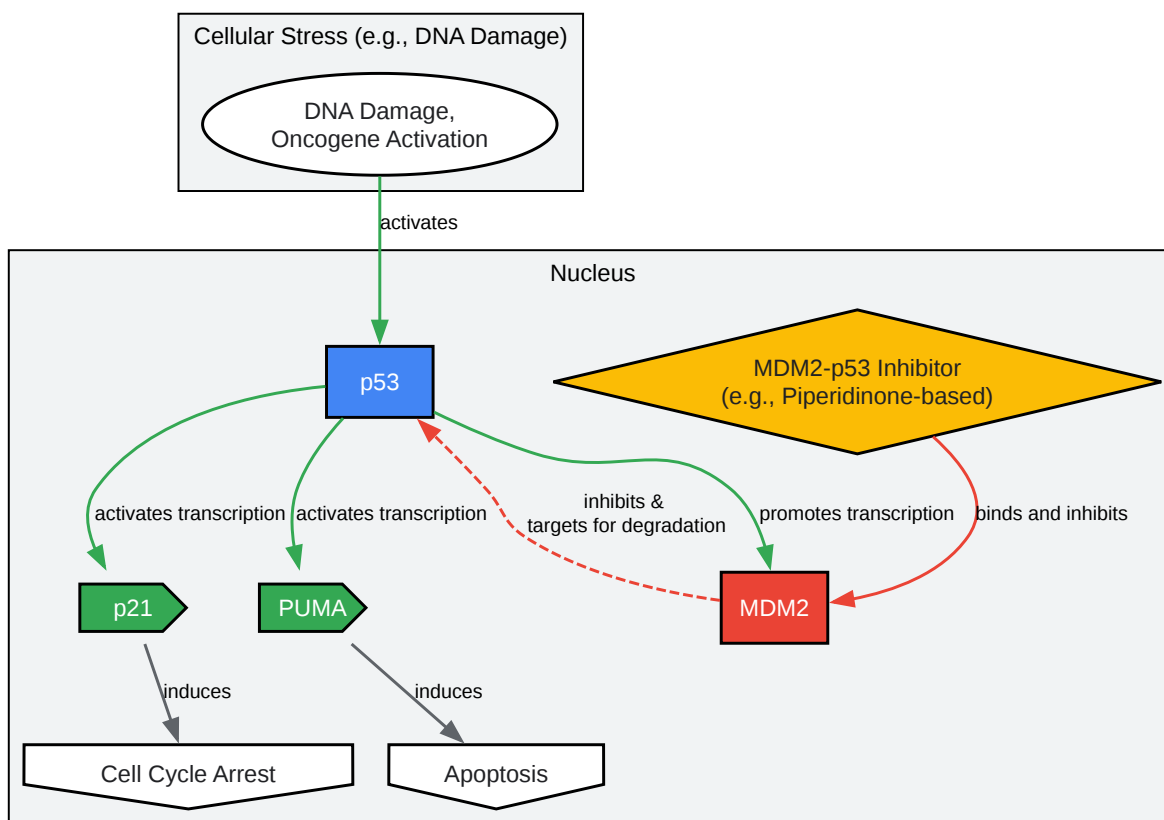 Cellular Stress (e.g., DNA Damage)
DNA Damage,
Oncogene Activation
activates
Nucleus
p53
MDM2-p53 Inhibitor
(e.g., Piperidinone-based)
activates transcription
activates transcription
inhibits &
targets for degradation
promotes transcription
binds and inhibits
p21
PUMA
MDM2
induces
induces
Cell Cycle Arrest
Apoptosis